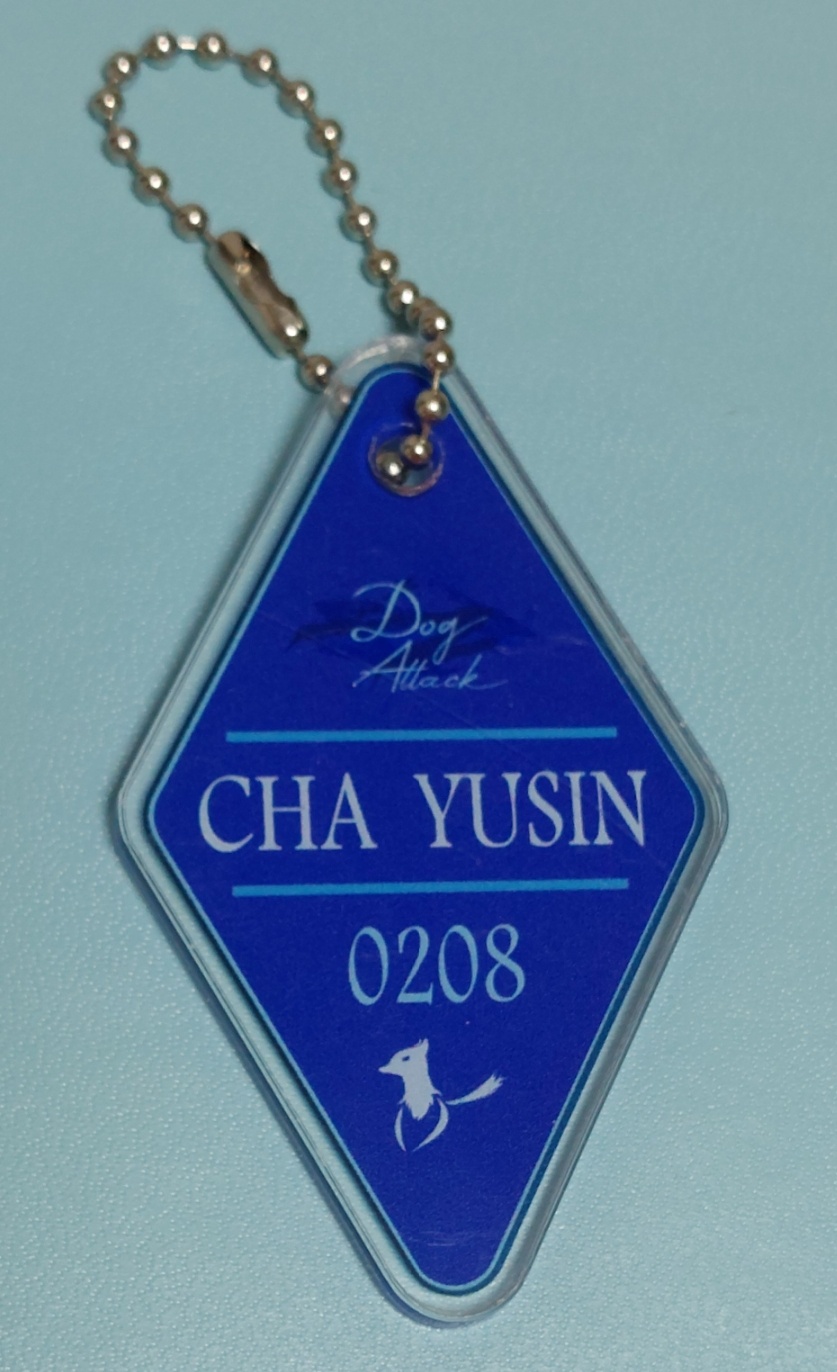 Dog
Attack
CHA YUSIN
0208